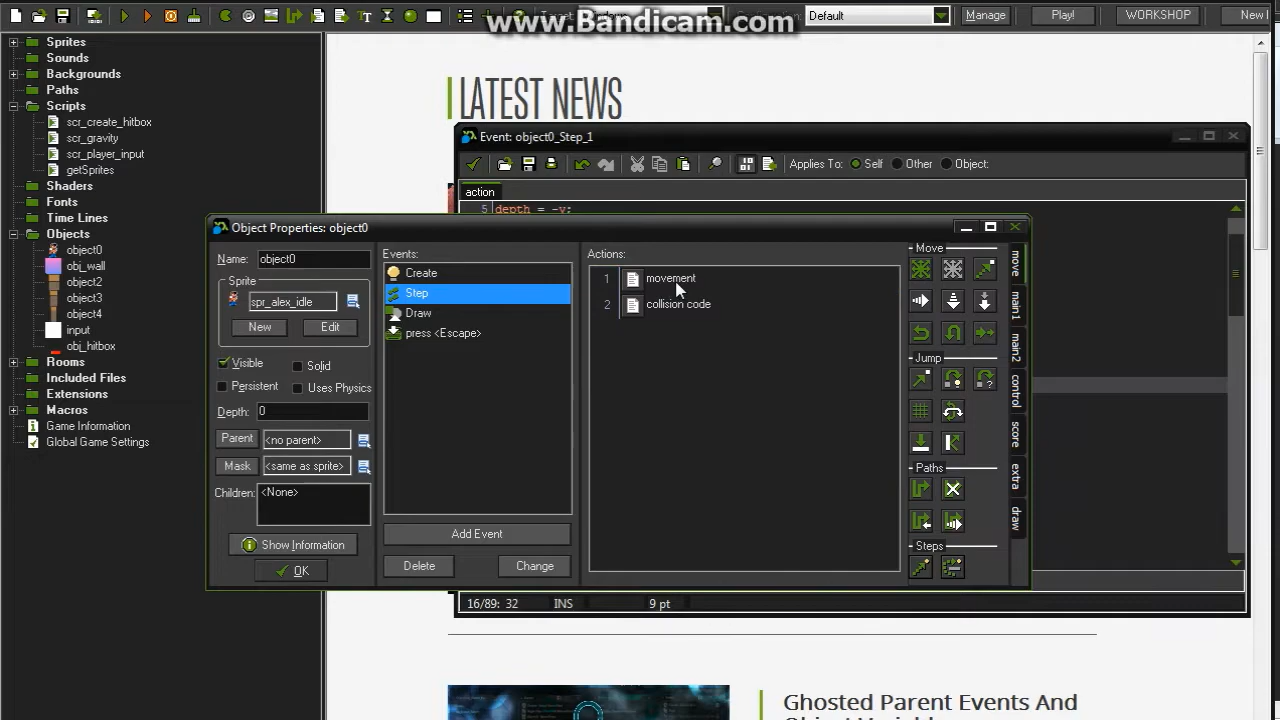 www.Bandicam.com
Default
Manage
Play!
WORKSHOP
Sprites
Sounds
Backgrounds
Paths
Scripts
scr_create_hitbox
scr_gravity
scr_player_input
getSprites
Shaders
Fonts
Time Lines
Objects
object0
obj_wall
object2
object3
object4
input
obj_hitbox
Rooms
Included Files
Extensions
Macros
Game Information
Global Game Settings
LATEST NEWS
Event: object0_Step_1
Applies To: Self Other Object:
action
5 depth = -y;
Object Properties: object0
Name: object0
Sprite
spr_alex_idle
New Edit
Visible Solid
Persistent Uses Physics
Depth: 0
Parent <no parent>
Mask <same as sprite>
Children: <None>
Show Information
OK
Events:
Create
Step
Draw
press <Escape>
Add Event
Delete Change
Actions:
1 movement
2 collision code
Move
Jump
Paths
Steps
move
main1
main2
control
score
extra
draw
16/89: 32 INS 9 pt
Ghosted Parent Events And